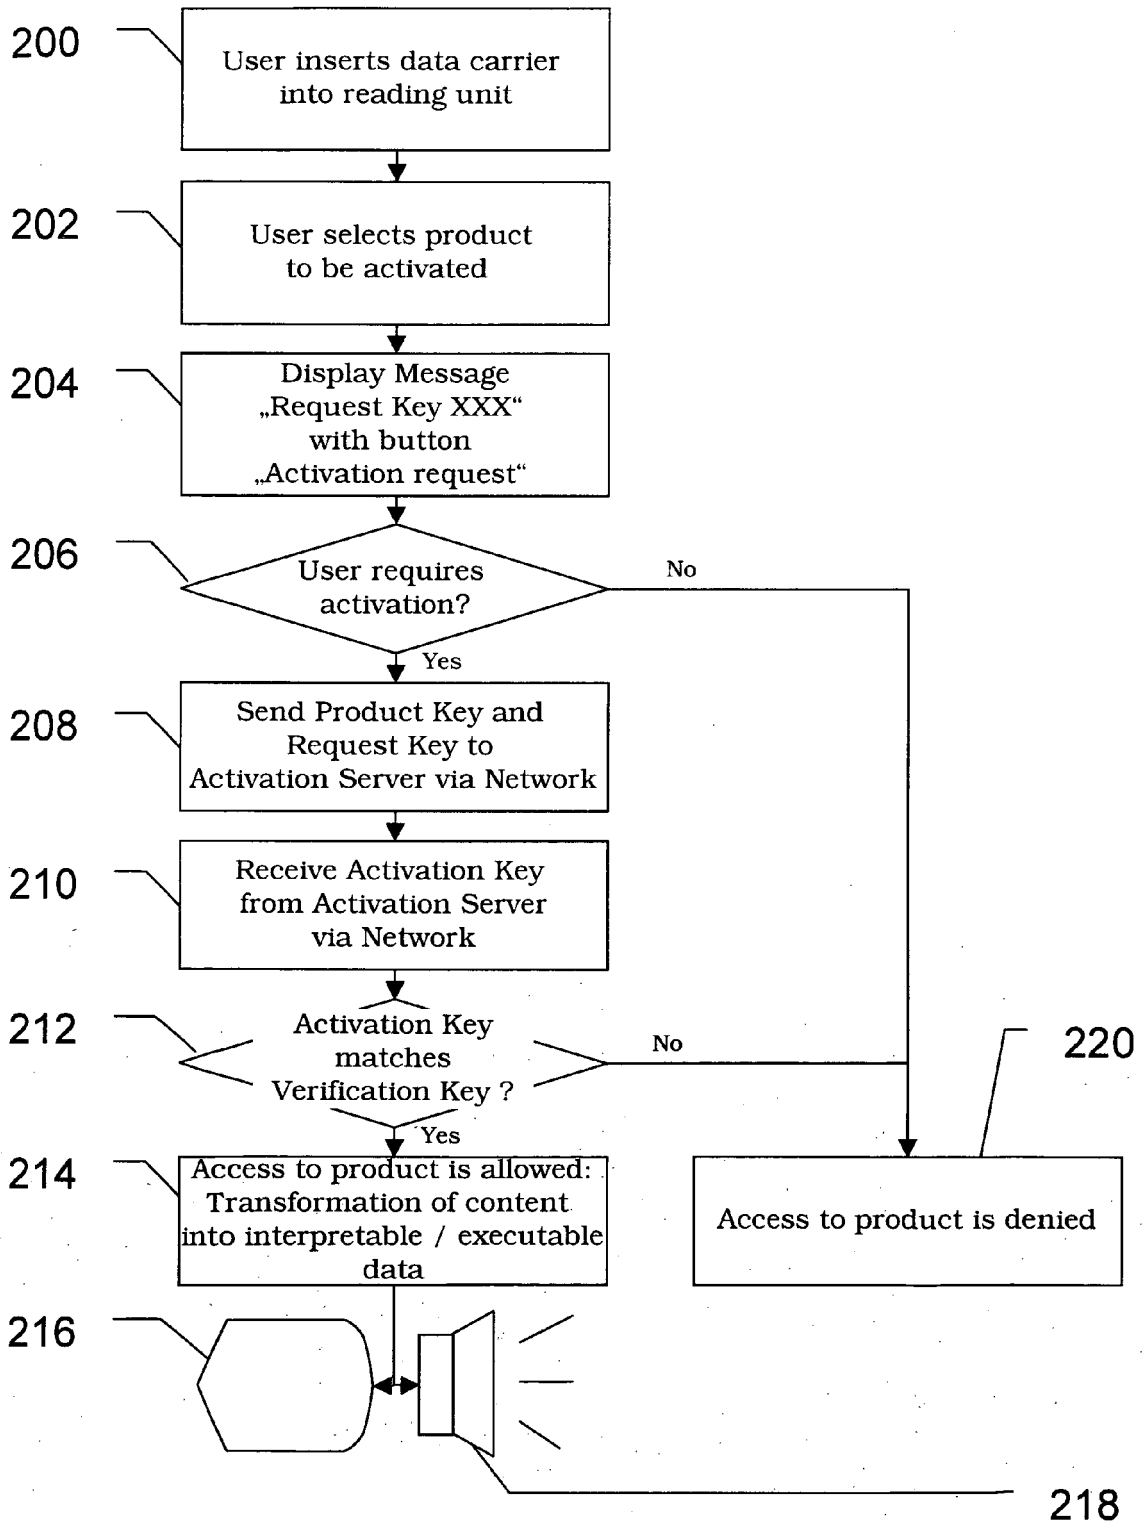 200
User inserts data carrier
into reading unit
202
User selects product
to be activated
204
Display Message
„Request Key XXX“
with button
„Activation request“
206
User requires
activation?
No
Yes
208
Send Product Key and
Request Key to
Activation Server via Network
210
Receive Activation Key
from Activation Server
via Network
212
Activation Key
matches
Verification Key ?
No
220
Yes
214
Access to product is allowed:
Transformation of content
into interpretable / executable
data
Access to product is denied
216
218